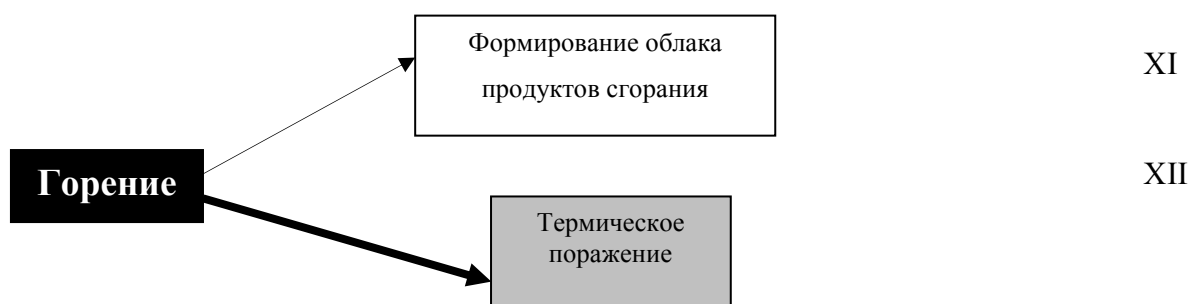 Формирование облака
продуктов сгорания
XI
Горение
XII
Термическое
поражение